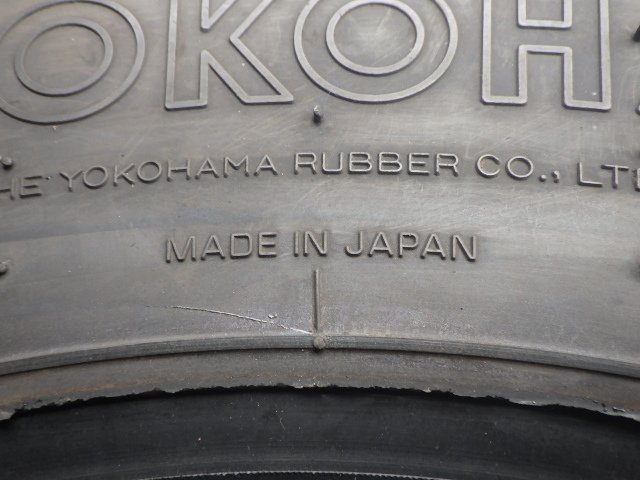 OKOH
HE YOKOHAMA RUBBER CO., LT
MADE IN JAPAN